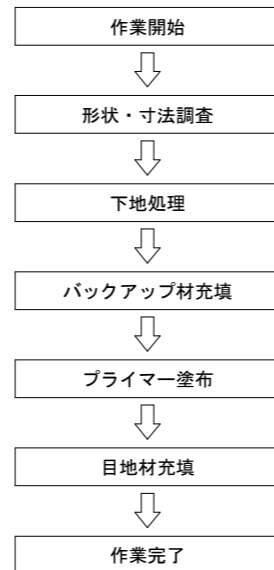 作業開始
形状・寸法調査
下地処理
バックアップ材充填
プライマー塗布
目地材充填
作業完了